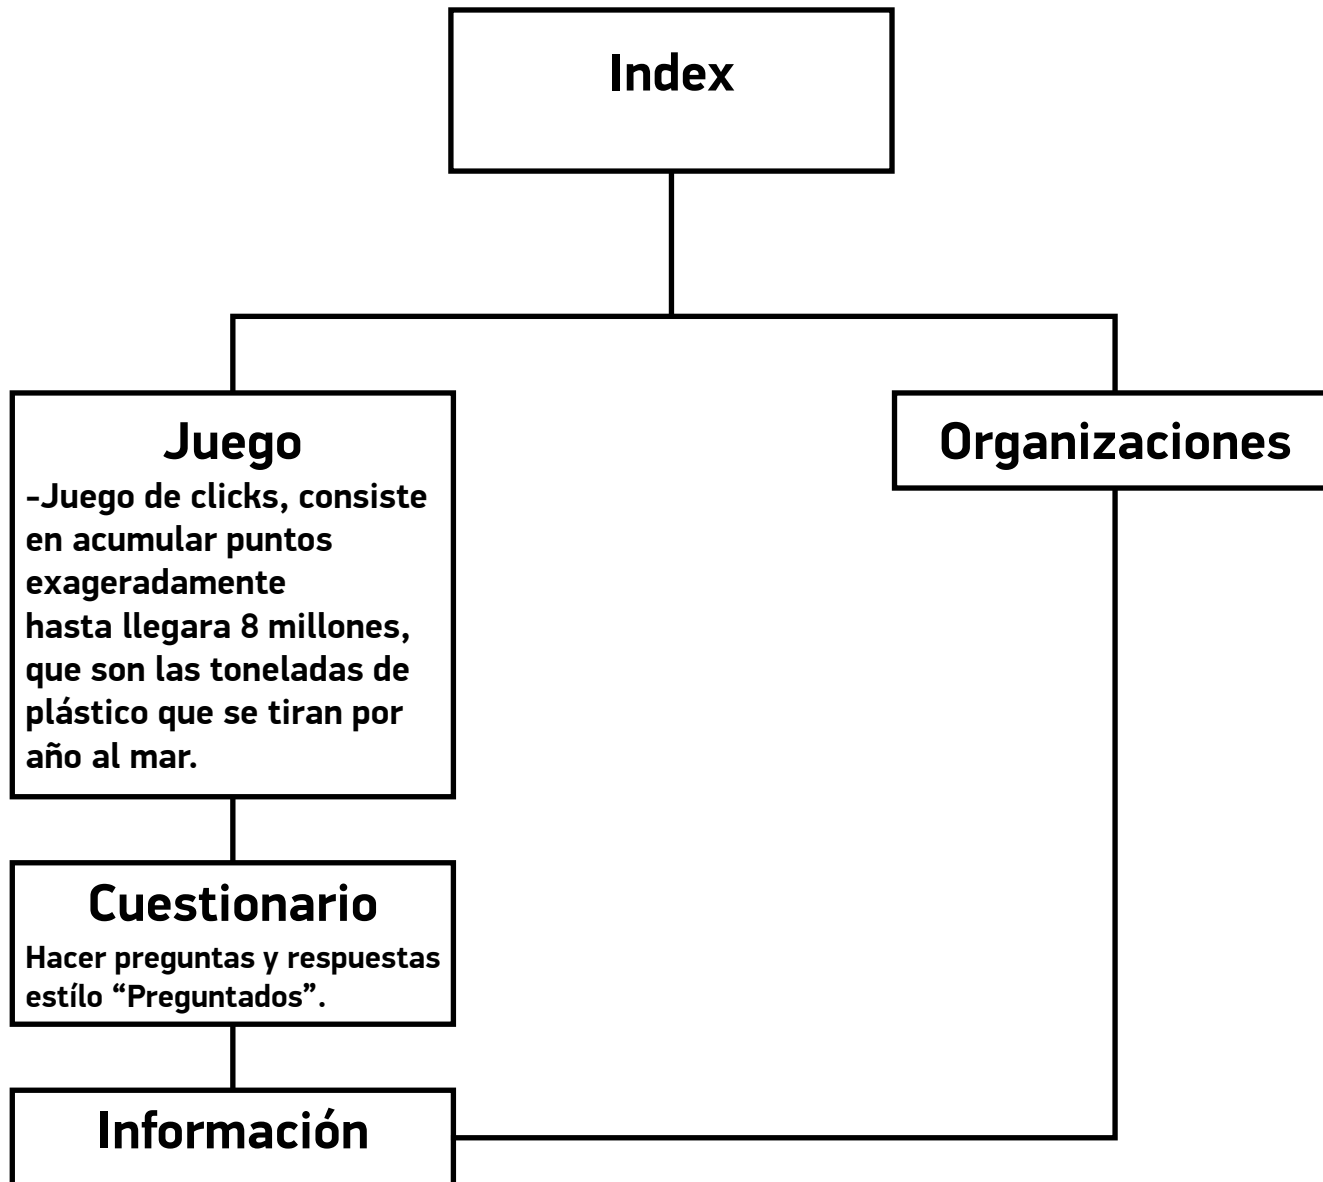 Index
Juego
-Juego de clicks, consiste
en acumular puntos
exageradamente
hasta llegara 8 millones,
que son las toneladas de
plástico que se tiran por
año al mar.
Organizaciones
Cuestionario
Hacer preguntas y respuestas
estílo “Preguntados”.
Información